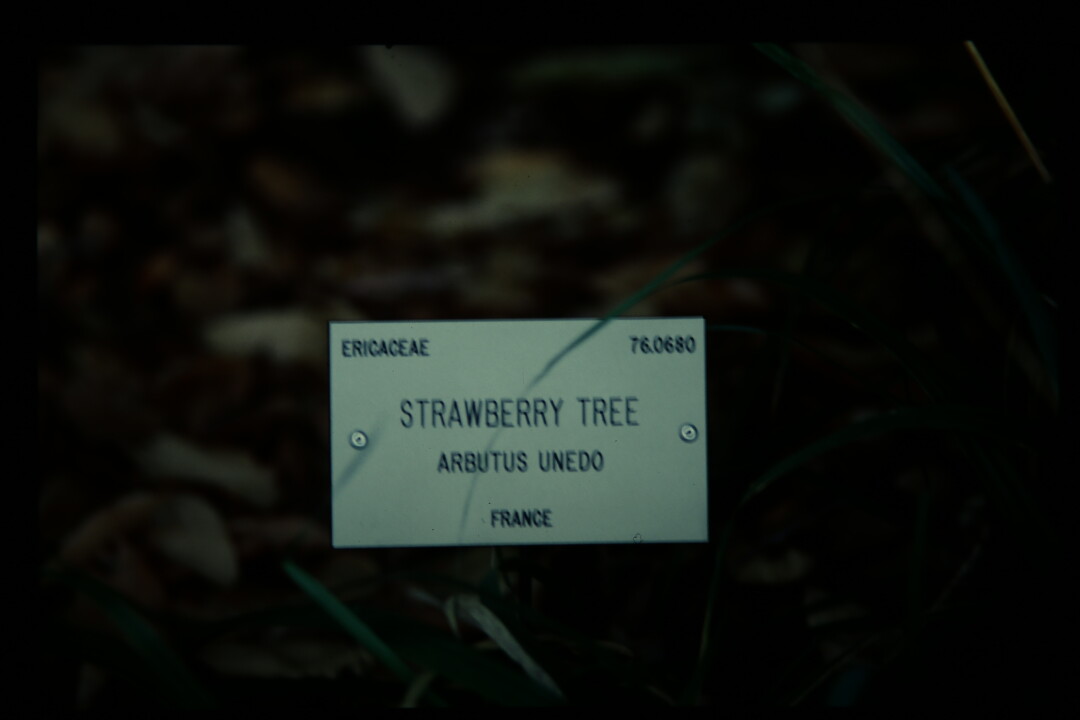 ERICACEAE 76.0680
STRAWBERRY TREE
ARBUTUS UNEDO
FRANCE